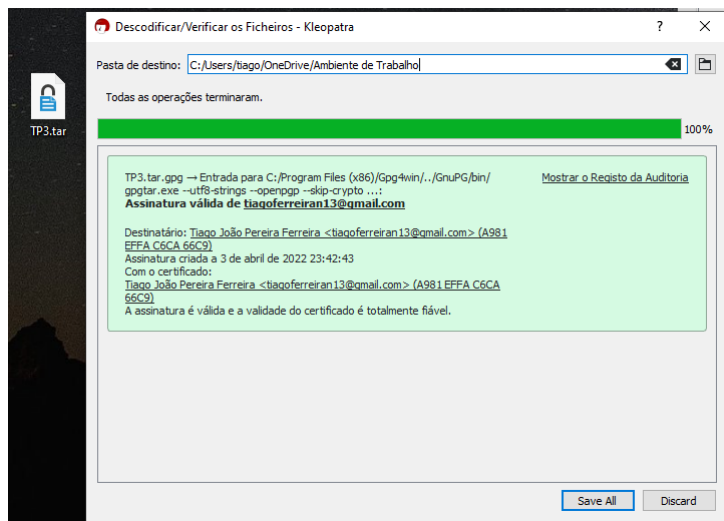 Descodificar/Verificar os Ficheiros - Kleopatra
Pasta de destino: C:/Users/tiago/OneDrive/Ambiente de Trabalho
TP3.tar
Todas as operações terminaram.
100%
TP3.tar.gpg → Entrada para C:/Program Files (x86)/Gpg4win/../GnuPG/bin/
gpgtar.exe --utf8-strings --openpgp --skip-crypto ...:
Mostrar o Registo da Auditoria
Assinatura válida de tiagoferreiran13@gmail.com
Destinatário: Tiago João Pereira Ferreira <tiagoferreiran13@gmail.com> (A981
EFFA C6CA 66C9)
Assinatura criada a 3 de abril de 2022 23:42:43
Com o certificado:
Tiago João Pereira Ferreira <tiagoferreiran13@gmail.com> (A981 EFFA C6CA
66C9)
A assinatura é válida e a validade do certificado é totalmente fiável.
Save All
Discard